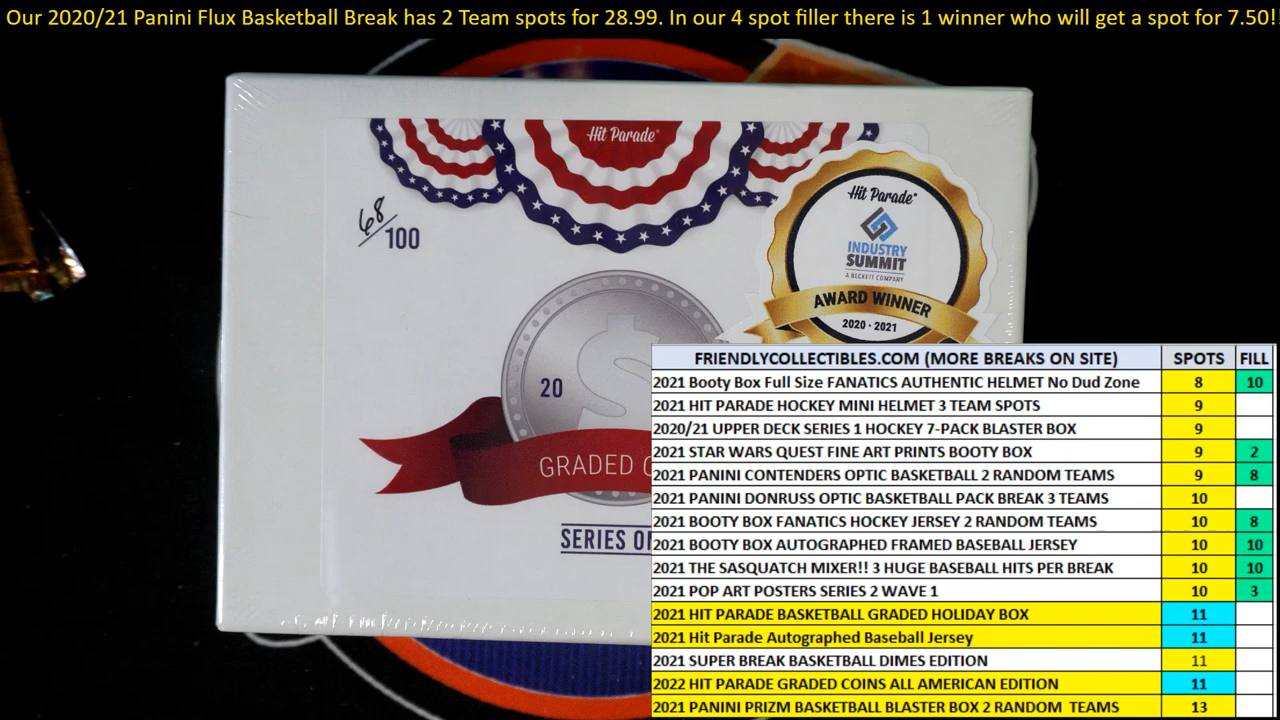 Our 2020/21 Panini Flux Basketball Break has 2 Team spots for 28.99. In our 4 spot filler there is 1 winner who will get a spot for 7.50!!
Hit Parade®
68/100
Hit Parade®
INDUSTRY
SUMMIT
A BECKETT COMPANY
AWARD WINNER
2020 - 2021
20
GRADED
SERIES
FRIENDLYCOLLECTIBLES.COM (MORE BREAKS ON SITE) SPOTS FILL
2021 Booty Box Full Size FANATICS AUTHENTIC HELMET No Dud Zone 8 10
2021 HIT PARADE HOCKEY MINI HELMET 3 TEAM SPOTS 9
2020/21 UPPER DECK SERIES 1 HOCKEY 7-PACK BLASTER BOX 9
2021 STAR WARS QUEST FINE ART PRINTS BOOTY BOX 9 2
2021 PANINI CONTENDERS OPTIC BASKETBALL 2 RANDOM TEAMS 9 8
2021 PANINI DONRUSS OPTIC BASKETBALL PACK BREAK 3 TEAMS 10
2021 BOOTY BOX FANATICS HOCKEY JERSEY 2 RANDOM TEAMS 10 8
2021 BOOTY BOX AUTOGRAPHED FRAMED BASEBALL JERSEY 10 10
2021 THE SASQUATCH MIXER!! 3 HUGE BASEBALL HITS PER BREAK 10 10
2021 POP ART POSTERS SERIES 2 WAVE 1 10 3
2021 HIT PARADE BASKETBALL GRADED HOLIDAY BOX 11
2021 Hit Parade Autographed Baseball Jersey 11
2021 SUPER BREAK BASKETBALL DIMES EDITION 11
2022 HIT PARADE GRADED COINS ALL AMERICAN EDITION 11
2021 PANINI PRIZM BASKETBALL BLASTER BOX 2 RANDOM TEAMS 13